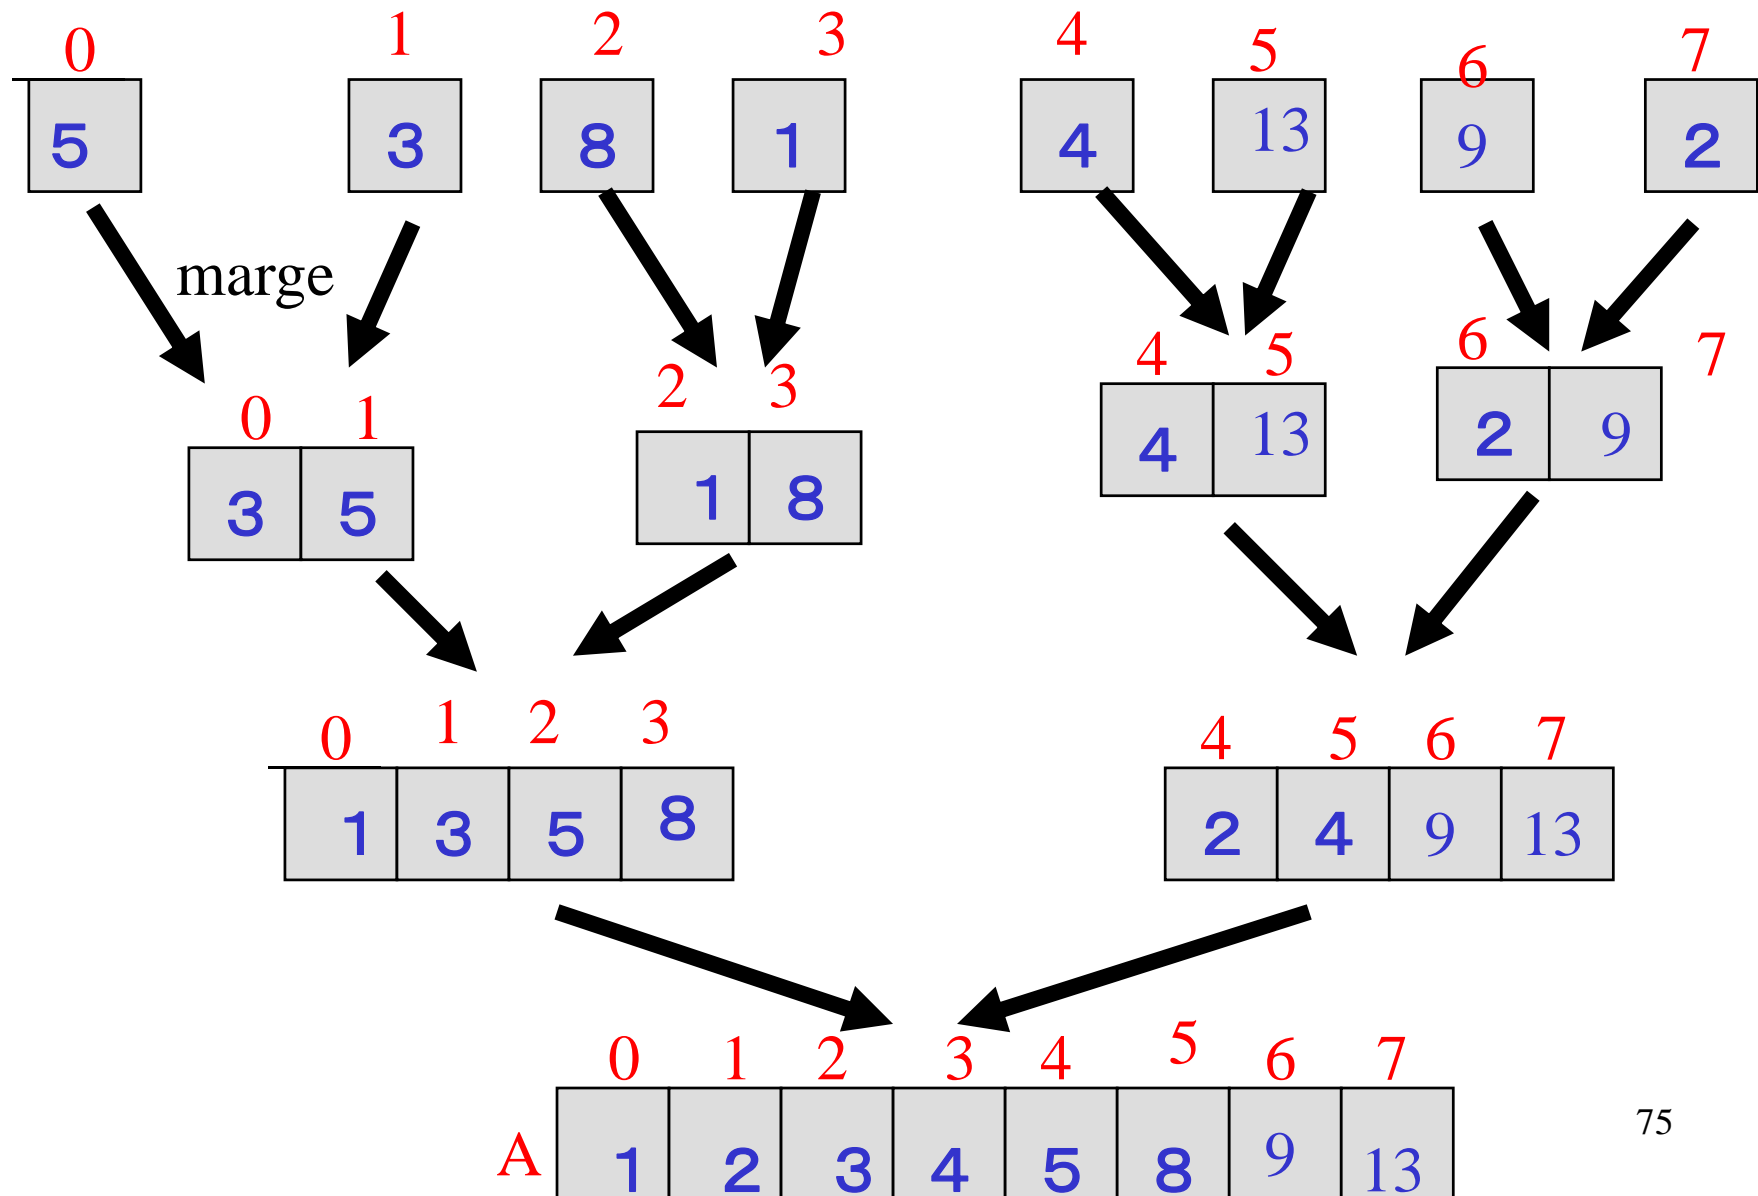 0 1 2 3 4 5 6 7
5 3 8 1 4 13 9 2
marge
0 1 2 3 4 5 6 7
3 5 1 8 4 13 2 9
0 1 2 3 4 5 6 7
1 3 5 8 2 4 9 13
0 1 2 3 4 5 6 7
A 1 2 3 4 5 8 9 13
75